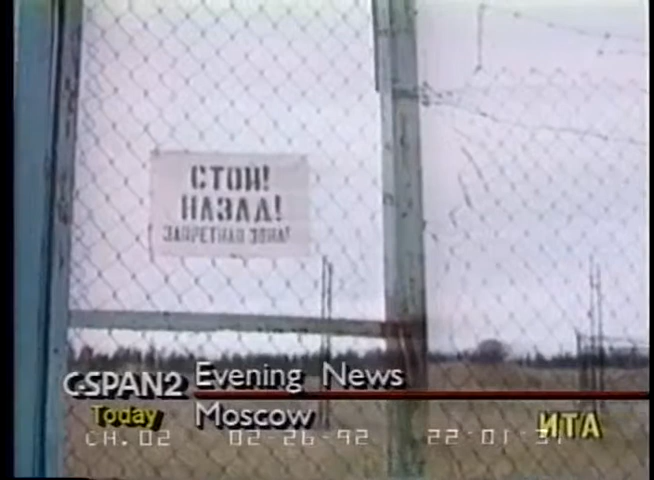 СТОЙ!
НАЗАД!
ЗАПРЕТНАЯ ЗОНА!
C-SPAN2 Evening News
Today Moscow
ИТА
CH. 02 02-26-92 22:01:31